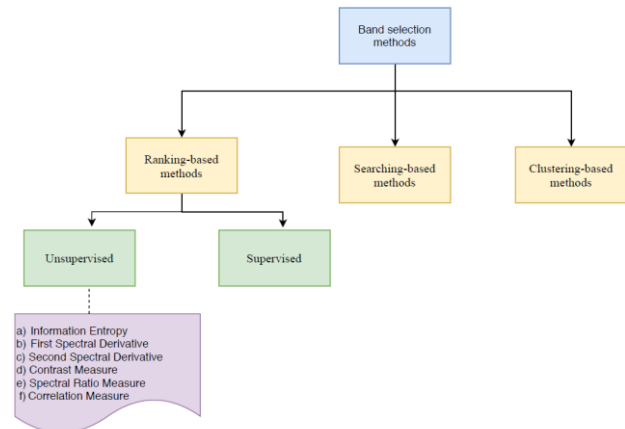 Band selection
methods
Ranking-based
methods
Searching-based
methods
Clustering-based
methods
Unsupervised
Supervised
a) Information Entropy
b) First Spectral Derivative
c) Second Spectral Derivative
d) Contrast Measure
e) Spectral Ratio Measure
f) Correlation Measure